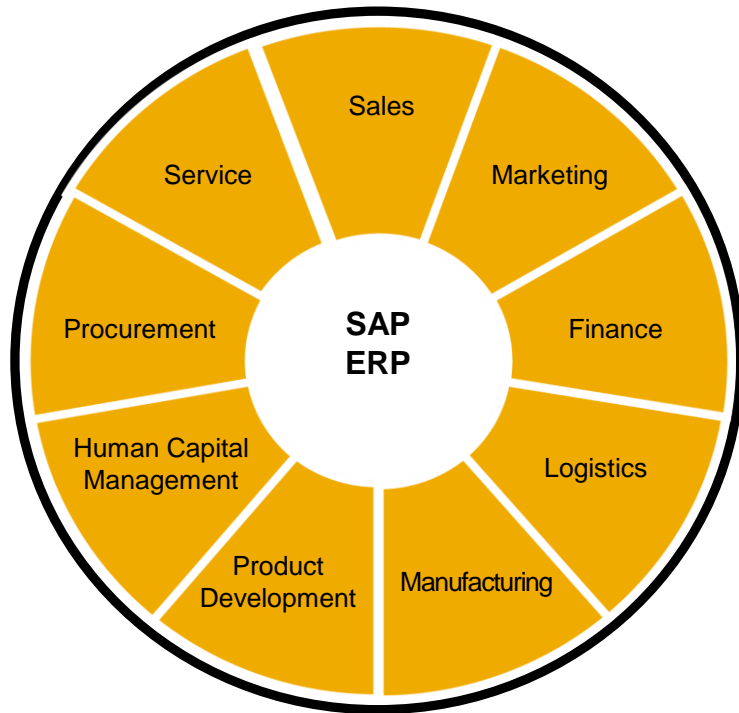 Sales
Marketing
Service
SAP
ERP
Procurement
Finance
Human Capital
Management
Logistics
Product
Development
Manufacturing